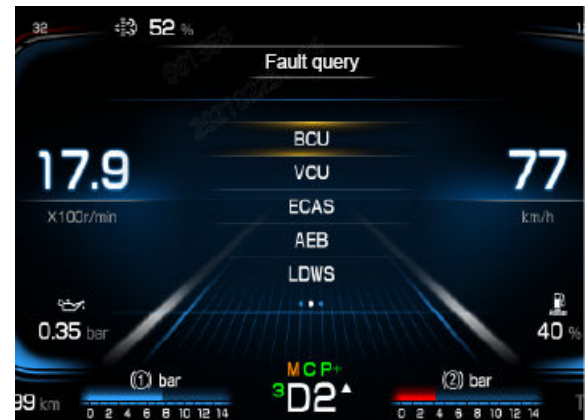 32
52 %
Fault query
BCU
17.9
VCU
77
X100r/min
ECAS
km/h
AEB
LDWS
0.35 bar
40 %
MCP+
((1)) bar
((2)) bar
3D2
99 km
0 2 4 6 8 10 12 14
0 2 4 6 8 10 12 14